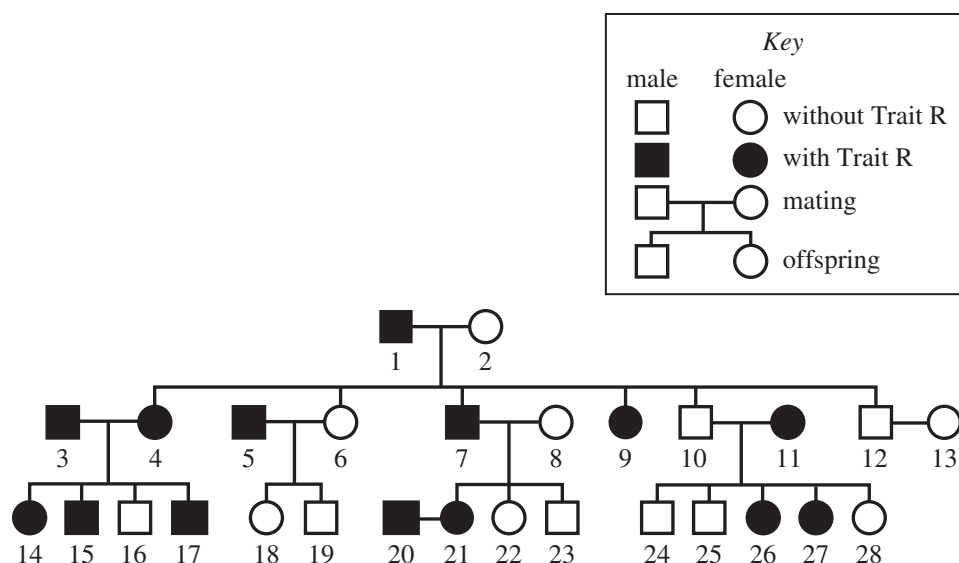 Key
male female
without Trait R
with Trait R
mating
offspring
1 2
3 4 5 6 7 8 9 10 11 12 13
14 15 16 17 18 19 20 21 22 23 24 25 26 27 28